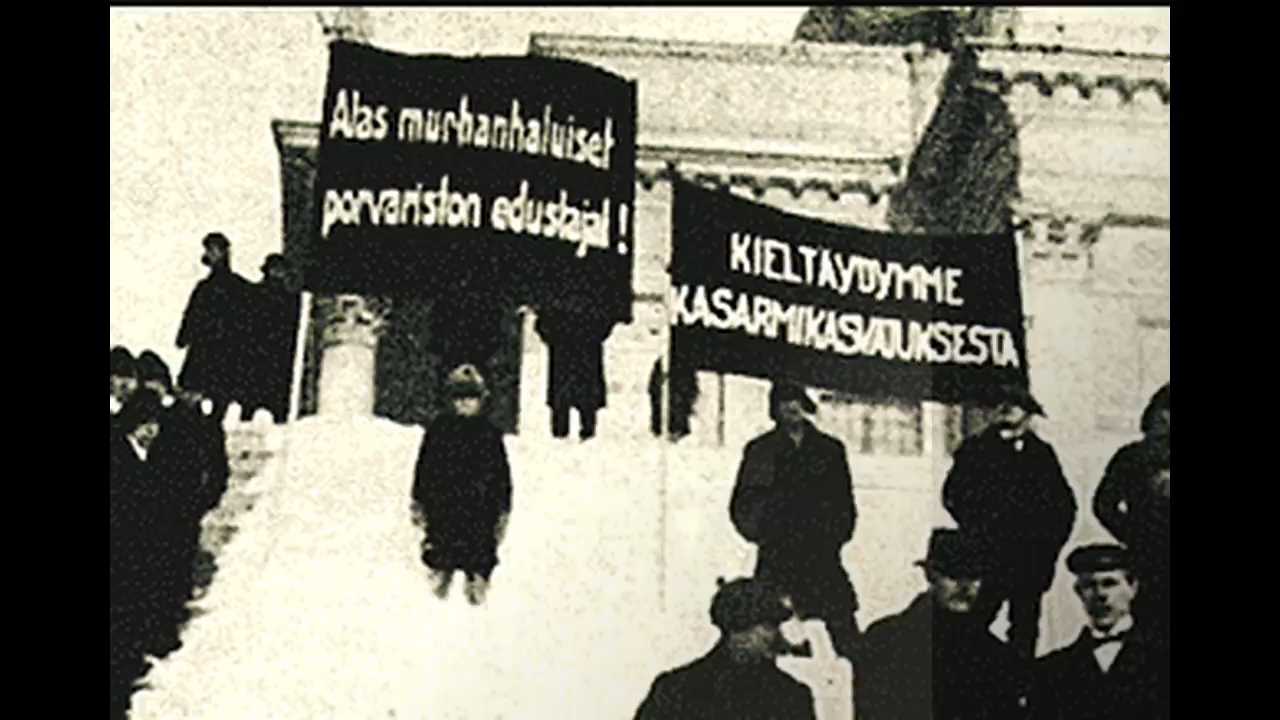 Alas murhanhaluiset
porvariston edustajat!
KIELTÄYDYMME
KASARMIKASVATUKSESTA